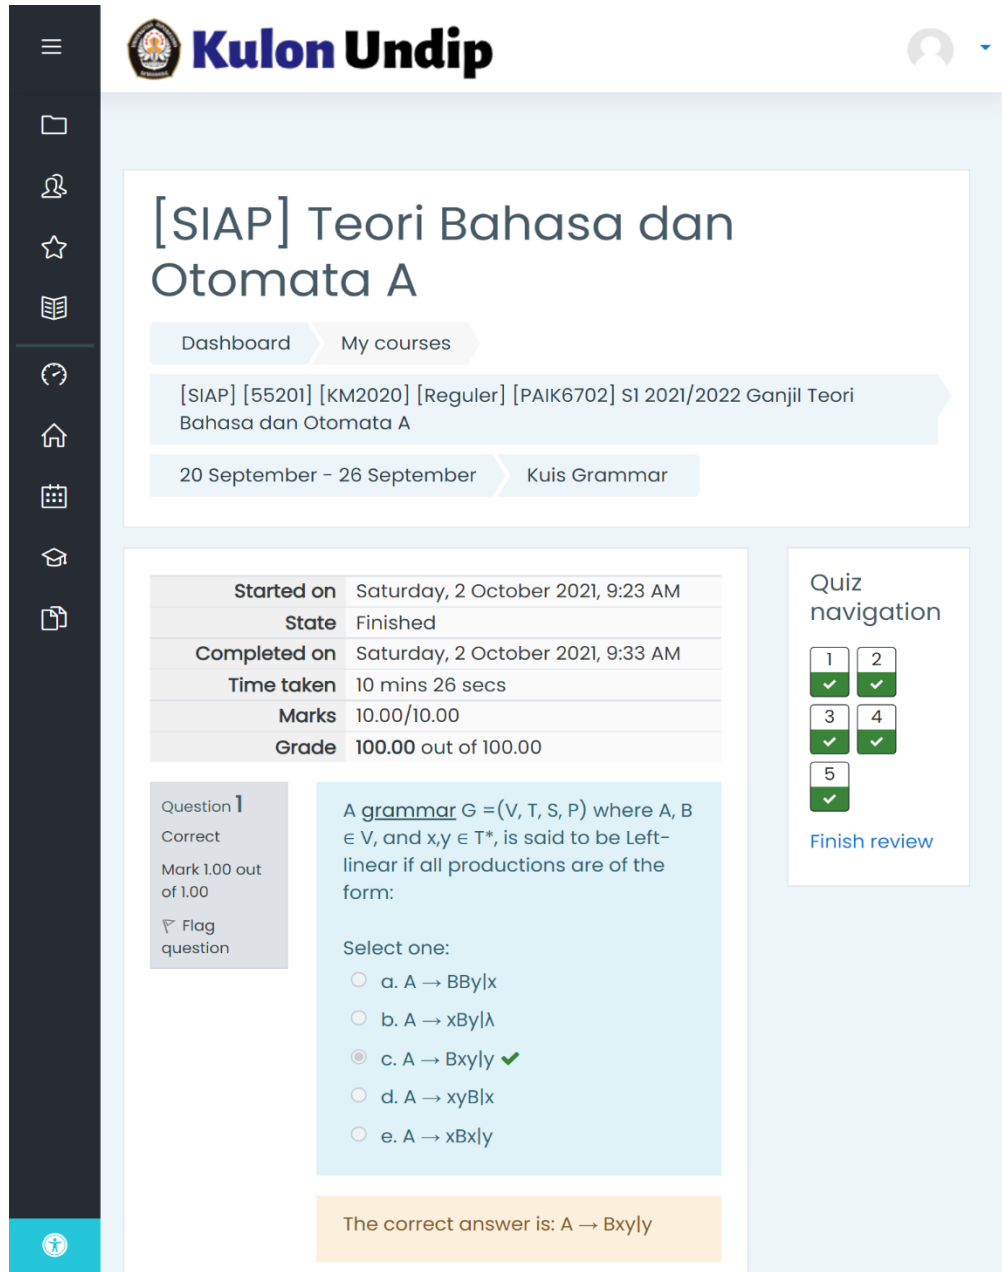 Kulon Undip
[SIAP] Teori Bahasa dan
Otomata A
Dashboard
My courses
[SIAP] [55201] [KM2020] [Reguler] [PAIK6702] S1 2021/2022 Ganjil Teori
Bahasa dan Otomata A
20 September - 26 September
Kuis Grammar
Started on Saturday, 2 October 2021, 9:23 AM
State Finished
Completed on Saturday, 2 October 2021, 9:33 AM
Time taken 10 mins 26 secs
Marks 10.00/10.00
Grade 100.00 out of 100.00
Question 1
Correct
Mark 1.00 out
of 1.00
Flag
question
A grammar G =(V, T, S, P) where A, B
∈ V, and x,y ∈ T*, is said to be Left-
linear if all productions are of the
form:
Select one:
a. A → BBy|x
b. A → xBy|λ
c. A → Bxy|y
d. A → xyB|x
e. A → xBx|y
The correct answer is: A → Bxy|y
Quiz
navigation
1 2
3 4
5
Finish review